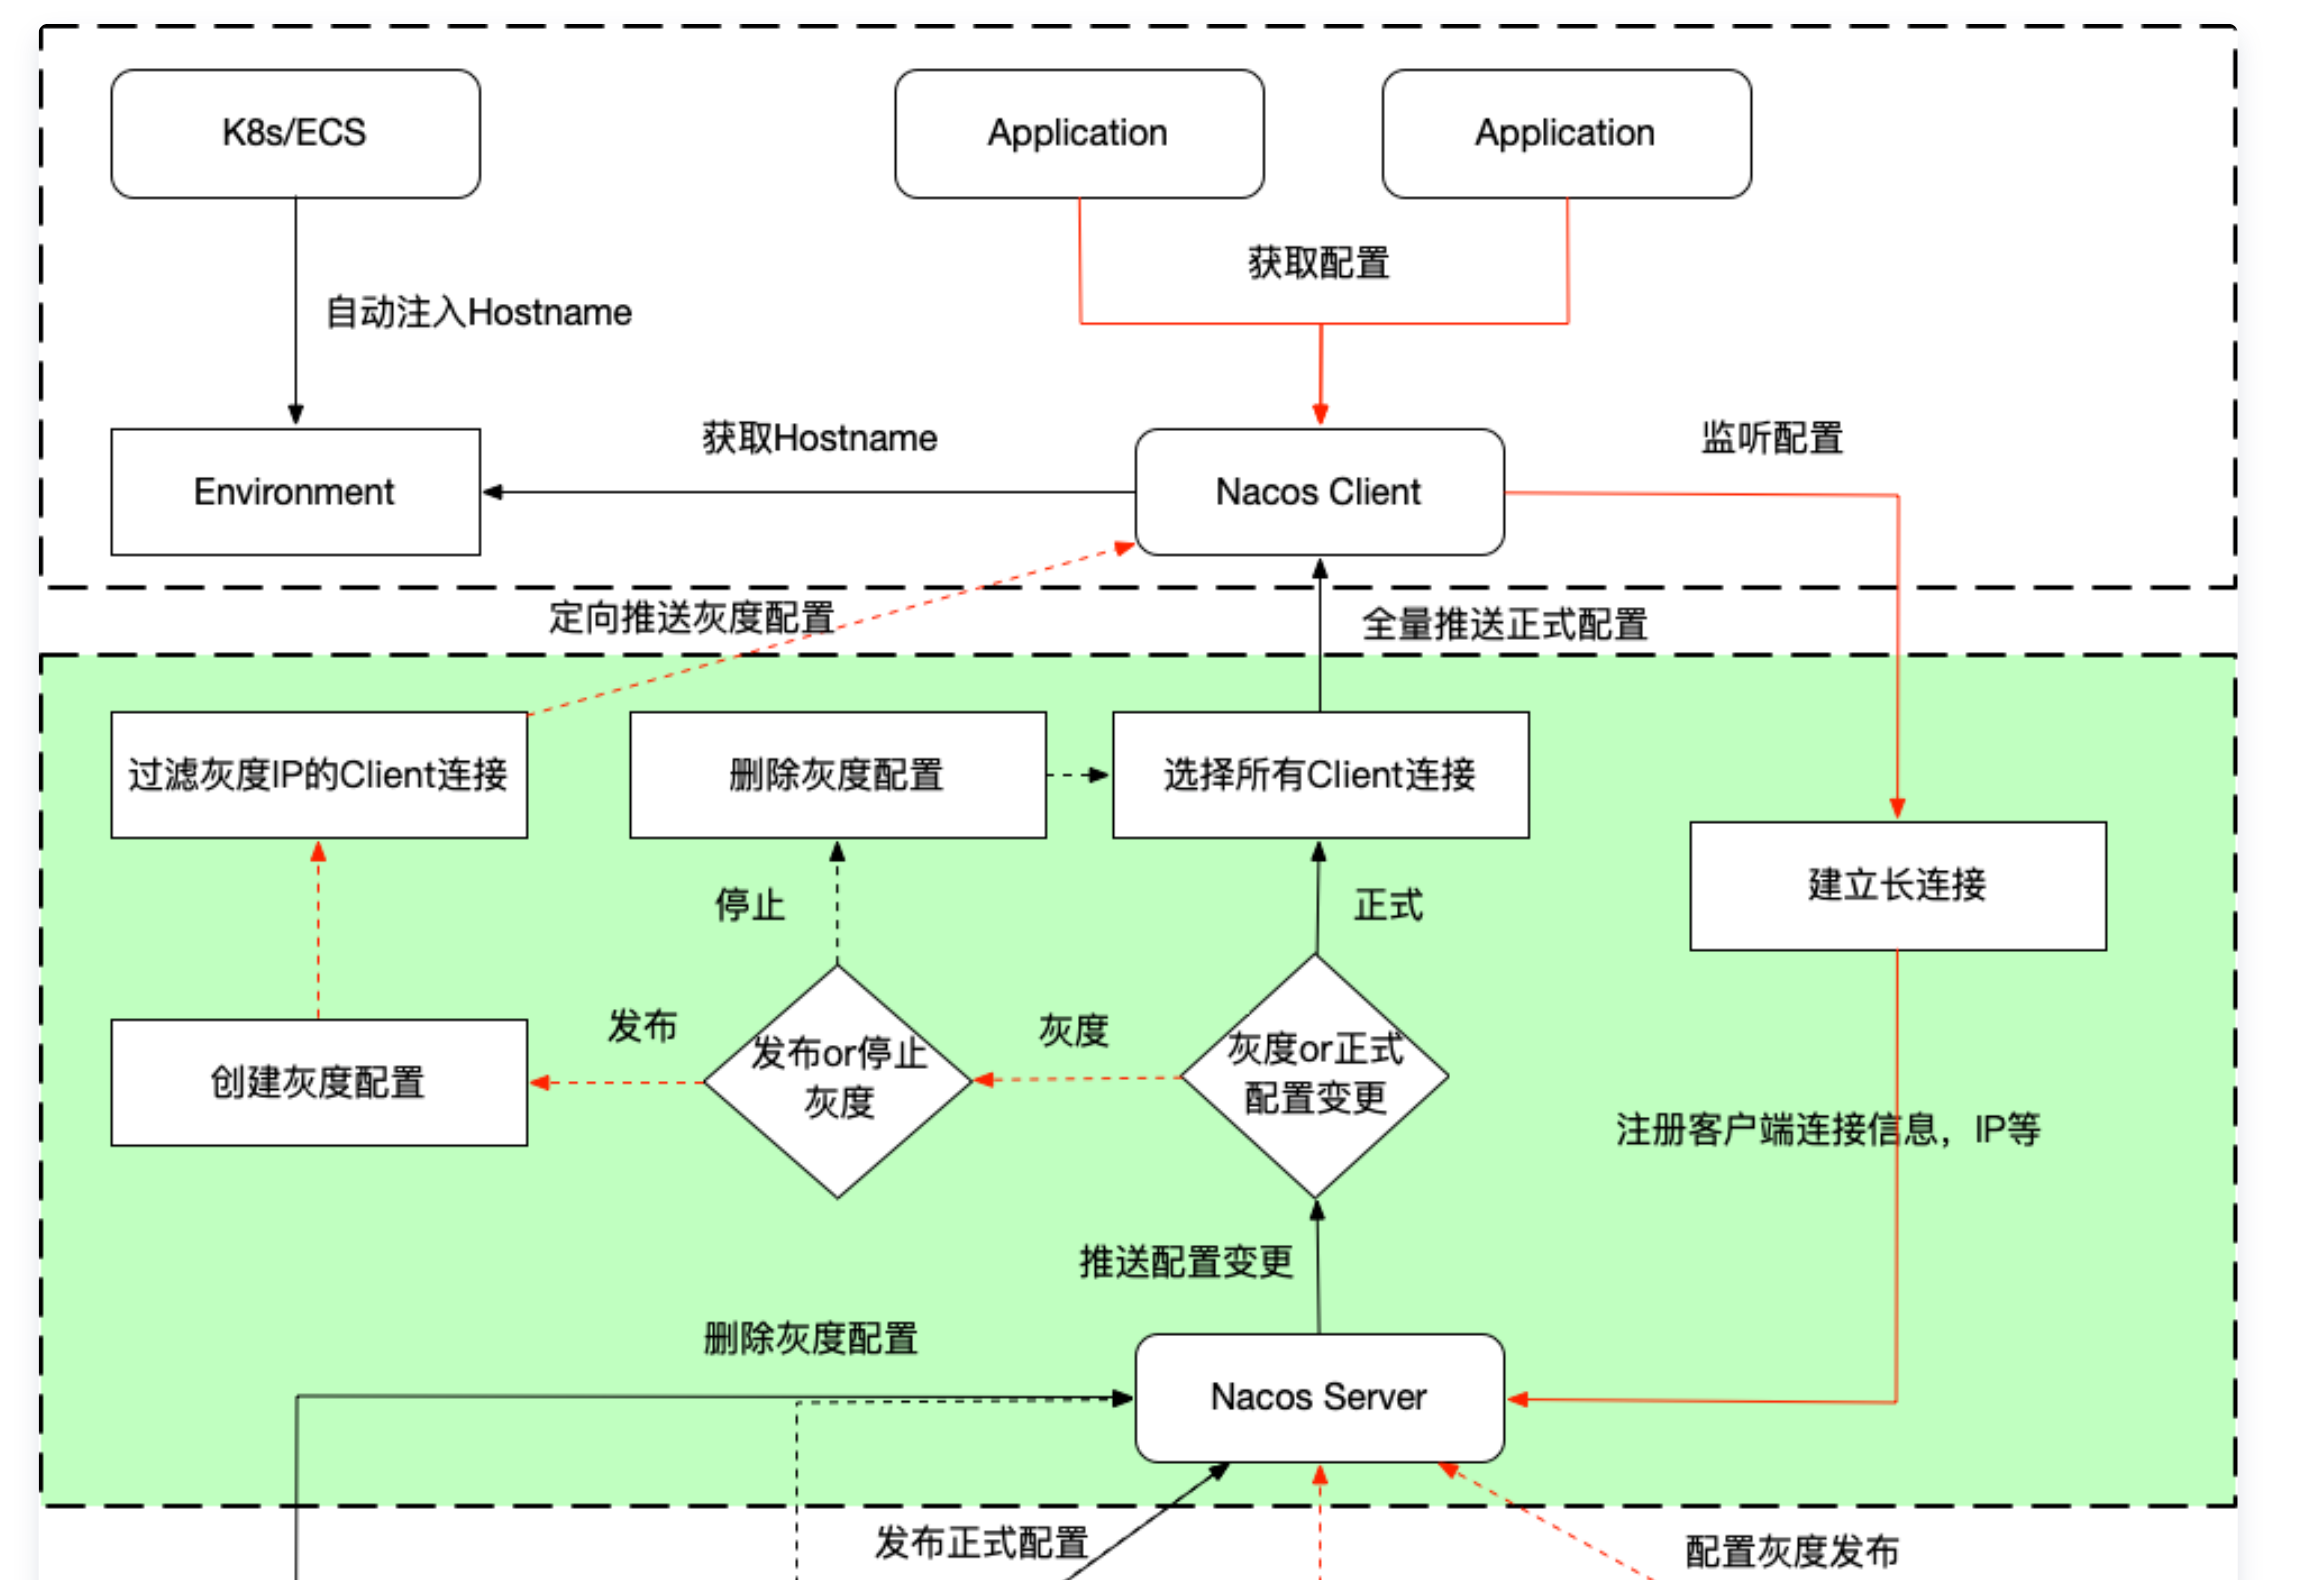 K8s/ECS
Application
Application
获取配置
自动注入Hostname
获取Hostname
监听配置
Environment
Nacos Client
定向推送灰度配置
全量推送正式配置
过滤灰度IP的Client连接
删除灰度配置
选择所有Client连接
建立长连接
停止
正式
发布
灰度
发布or停止
灰度
灰度or正式
配置变更
创建灰度配置
注册客户端连接信息，IP等
推送配置变更
删除灰度配置
Nacos Server
发布正式配置
配置灰度发布